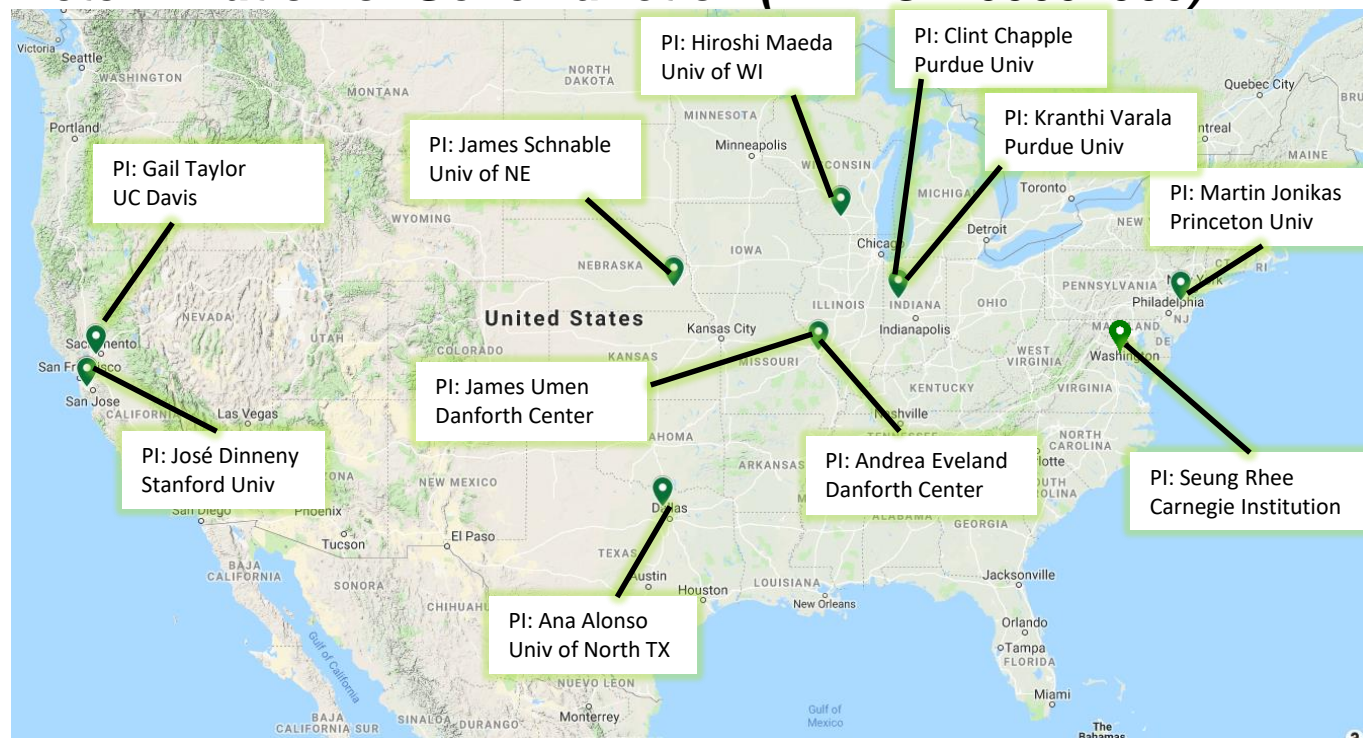 PI: Hiroshi Maeda
Univ of WI
PI: Clint Chapple
Purdue Univ
PI: Kranthi Varala
Purdue Univ
PI: James Schnable
Univ of NE
PI: Gail Taylor
UC Davis
PI: Martin Jonikas
Princeton Univ
PI: James Umen
Danforth Center
PI: José Dinneny
Stanford Univ
PI: Andrea Eveland
Danforth Center
PI: Seung Rhee
Carnegie Institution
PI: Ana Alonso
Univ of North TX
Victoria
Seattle
WASHINGTON
NORTH
DAKOTA
MONTANA
Quebec City
MINNESOTA
Portland
Minneapolis
MAINE
MICHIGAN
Toronto
WYOMING
Detroit
Chicago
IOWA
NEBRASKA
RI
PENNSYLVANIA
NEVADA
ILLINOIS
INDIANA
OHIO
Philadelphia
NJ
United States
Kansas City
Indianapolis
UTAH
COLORADO
KANSAS
MISSOURI
WEST
VIRGINIA
DE
Washington
San Jose
KENTUCKY
VIRGINIA
CALIFORNIA
Las Vegas
Nashville
TENNESSEE
NORTH
CAROLINA
ARKANSAS
NEW MEXICO
San Diego
Phoenix
Dallas
ALABAMA
GEORGIA
Tucson
El Paso
TEXAS
BAJA
CALIFORNIA
SONORA
Austin
Houston
LOUISIANA
New Orleans
Jacksonville
Orlando
Tampa
FLORIDA
Gulf of California
NUEVO LEON
Monterrey
Miami
BAJA
CALIFORNIA SUR
SINALOA
DURANGO
Gulf of
Mexico
The
Bahamas